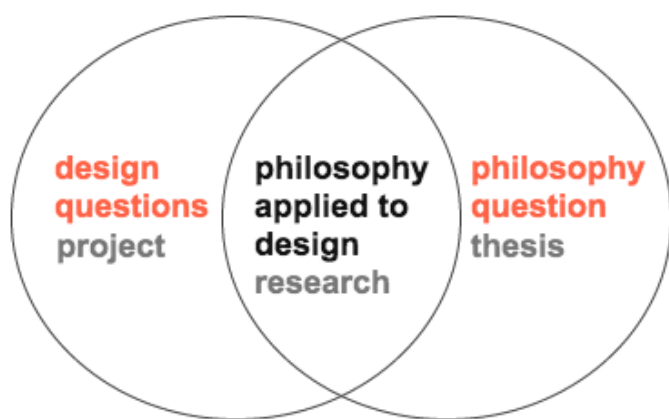 design
questions
project
philosophy
applied to
design
research
philosophy
question
thesis